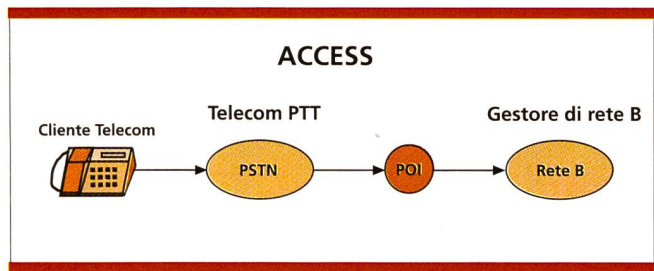 ACCESS
Telecom PTT
Gestore di rete B
Cliente Telecom
PSTN
POI
Rete B